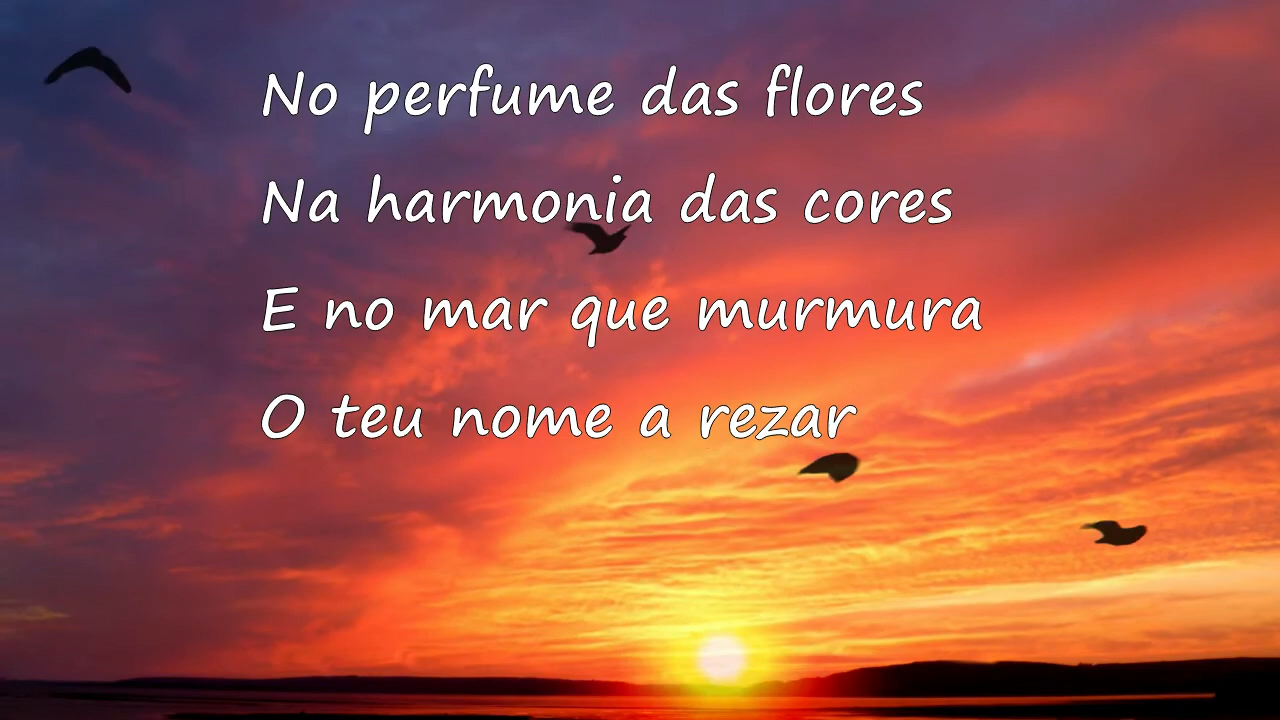 No perfume das flores
Na harmonia das cores
E no mar que murmura
O teu nome a rezar